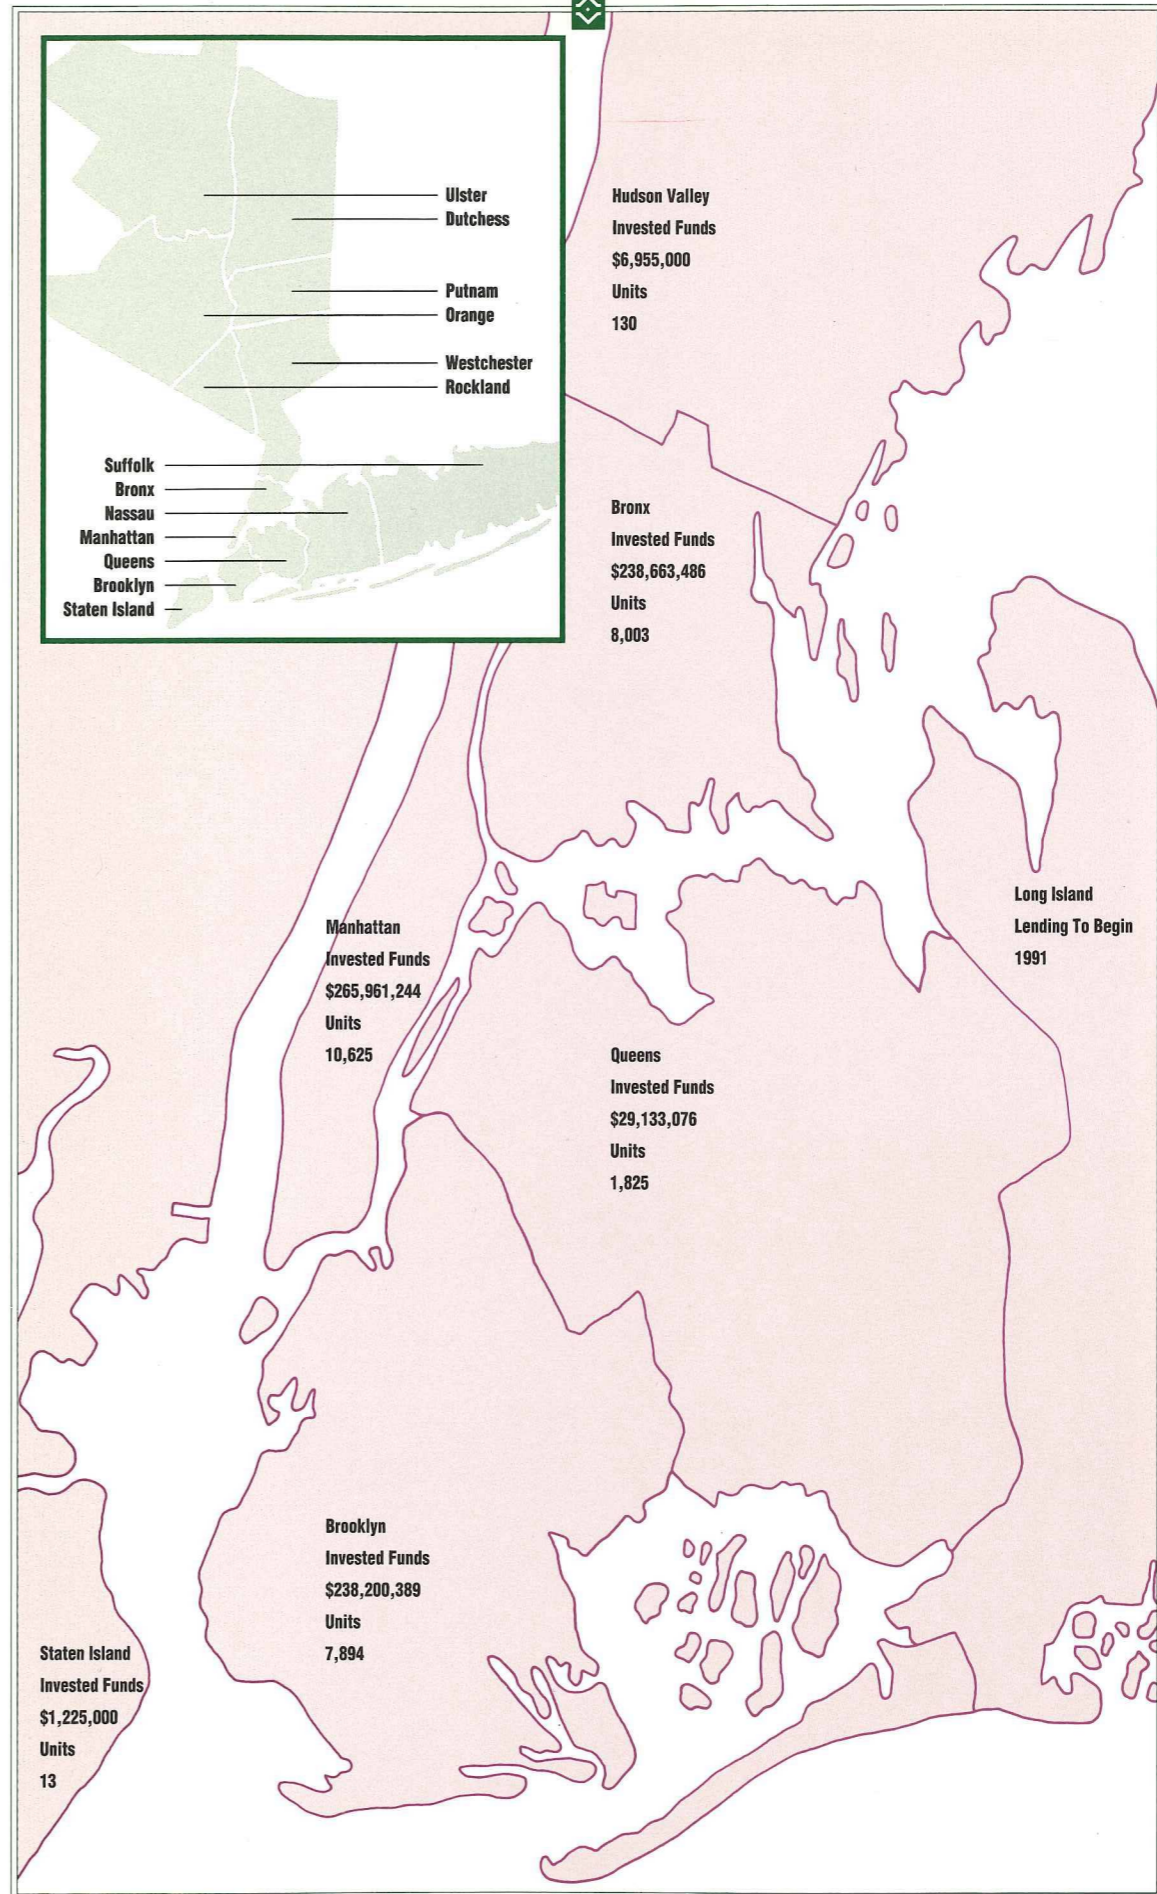 Ulster
Dutchess
Putnam
Orange
Westchester
Rockland
Suffolk
Bronx
Nassau
Manhattan
Queens
Brooklyn
Staten Island
Hudson Valley
Invested Funds
$6,955,000
Units
130
Bronx
Invested Funds
$238,663,486
Units
8,003
Long Island
Lending To Begin
1991
Manhattan
Invested Funds
$265,961,244
Units
10,625
Queens
Invested Funds
$29,133,076
Units
1,825
Brooklyn
Invested Funds
$238,200,389
Units
7,894
Staten Island
Invested Funds
$1,225,000
Units
13